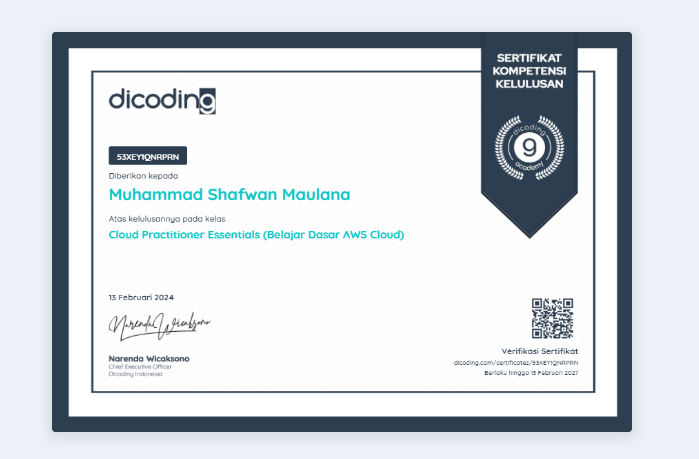 SERTIFIKAT
KOMPETENSI
KELULUSAN
dicoding
academy
dicoding
53XEY1QNRPRN
Diberikan kepada
Muhammad Shafwan Maulana
Atas kelulusannya pada kelas
Cloud Practitioner Essentials (Belajar Dasar AWS Cloud)
13 Februari 2024
Narenda Wicaksono
Narenda Wicaksono
Chief Executive Officer
Dicoding Indonesia
Verifikasi Sertifikat
dicoding.com/certificates/53XEY1QNRPRN
Berlaku hingga 13 Februari 2027